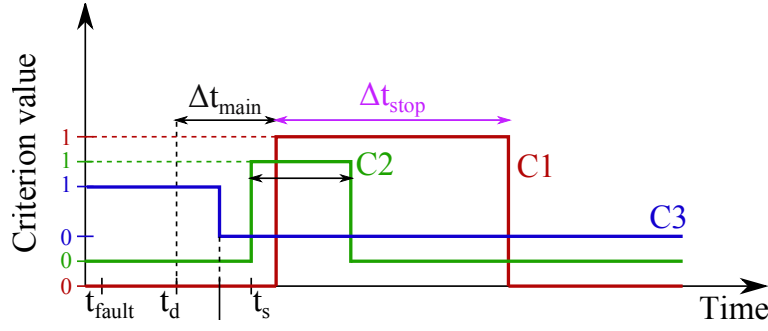 Criterion value
Δt_main
Δt_stop
1
1
C2
C1
1
C3
0
0
0
t_fault
t_d
t_s
Time